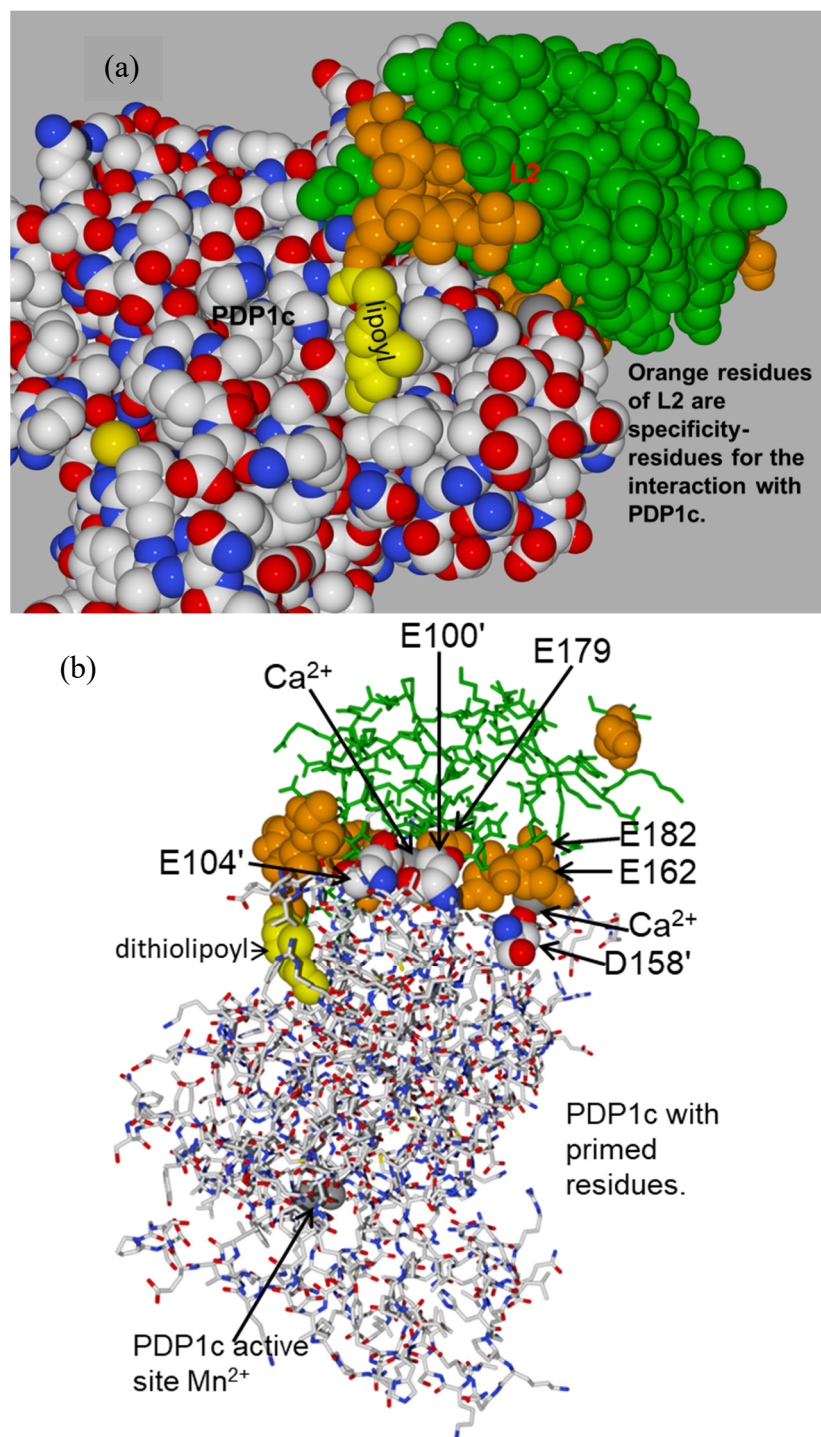 (a)
L2
PDP1c
lipoyl
Orange residues
of L2 are
specificity-
residues for the
interaction with
PDP1c.
(b)
E100'
E179
Ca²⁺
E182
E104'
E162
Ca²⁺
dithiolipoyl
D158'
PDP1c with
primed
residues.
PDP1c active
site Mn²⁺